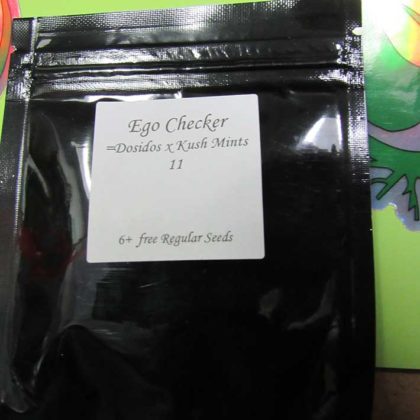 Ego Checker
=Dosidos x Kush Mints
11
6+ free Regular Seeds